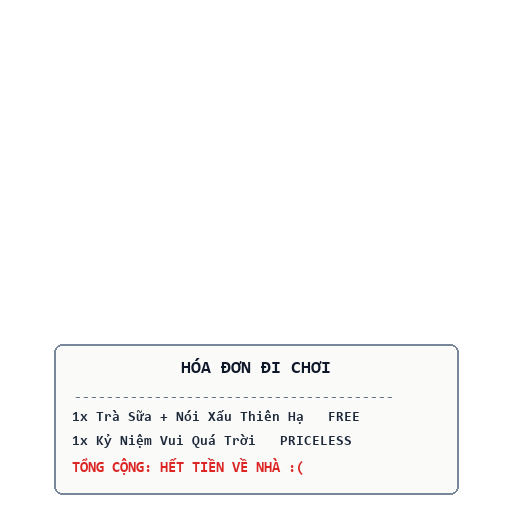 HÓA ĐƠN ĐI CHƠI
----------------------------------------
1x Trà Sữa + Nói Xấu Thiên Hạ   FREE
1x Kỷ Niệm Vui Quá Trời   PRICELESS
TỔNG CỘNG: HẾT TIỀN VỀ NHÀ :(